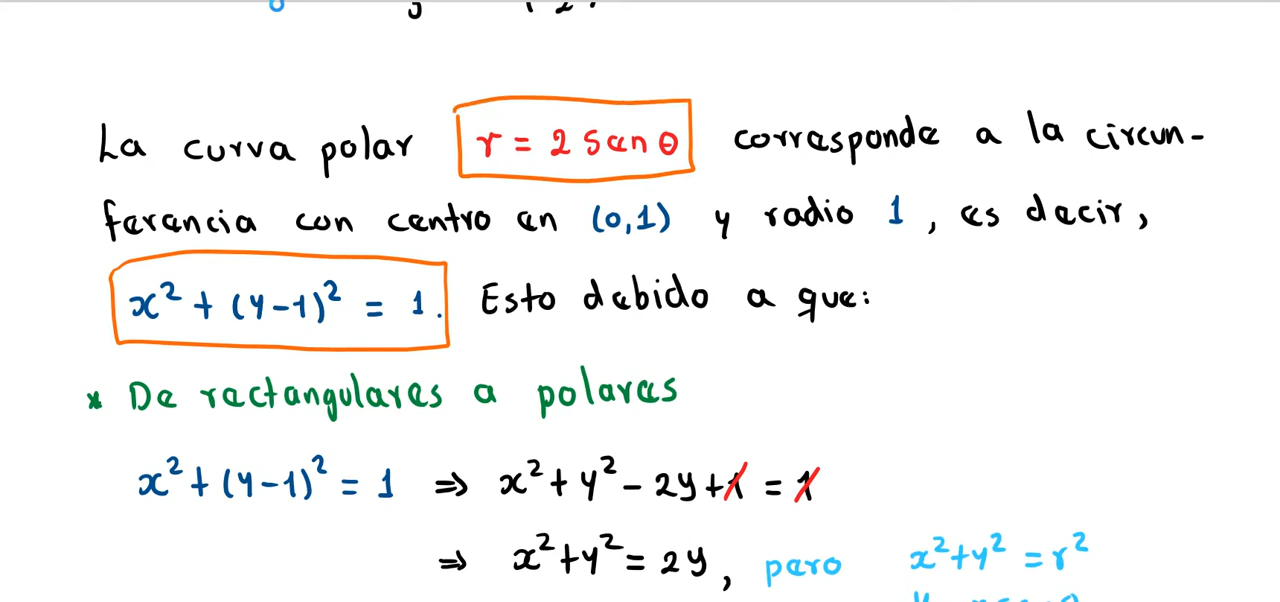 La curva polar r = 2 sen θ corresponde a la circun-
ferencia con centro en (0,1) y radio 1, es decir,
x² + (y-1)² = 1. Esto debido a que:
* De rectangulares a polares
x² + (y-1)² = 1 ⇒ x² + y² - 2y + 1 = 1
⇒ x² + y² = 2y, pero x² + y² = r²